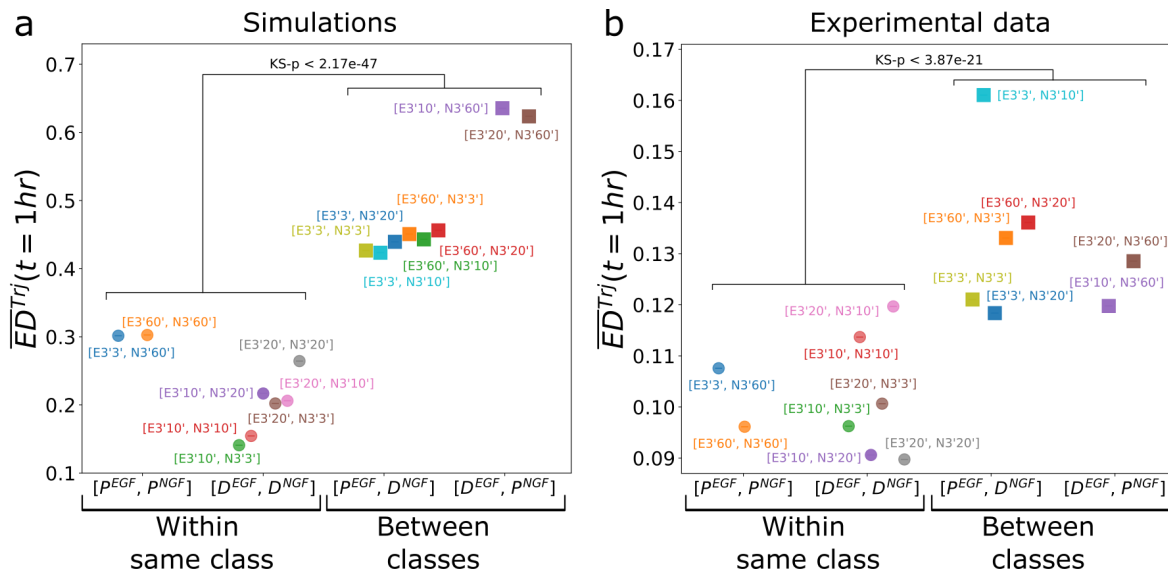 a
Simulations
ED^Trj(t = 1hr)
0.7
0.6
0.5
0.4
0.3
0.2
0.1
KS-p < 2.17e-47
[E3'10', N3'60']
[E3'20', N3'60']
[E3'60', N3'3']
[E3'3', N3'20']
[E3'3', N3'3']
[E3'60', N3'20']
[E3'60', N3'10']
[E3'3', N3'10']
[E3'60', N3'60']
[E3'3', N3'60']
[E3'20', N3'20']
[E3'10', N3'20']
[E3'20', N3'10']
[E3'20', N3'3']
[E3'10', N3'10']
[E3'10', N3'3']
[P^EGF, P^NGF]
[D^EGF, D^NGF]
[P^EGF, D^NGF]
[D^EGF, P^NGF]
Within
same class
Between
classes
b
Experimental data
ED^Trj(t = 1hr)
0.17
0.16
0.15
0.14
0.13
0.12
0.11
0.10
0.09
KS-p < 3.87e-21
[E3'3', N3'10']
[E3'60', N3'20']
[E3'60', N3'3']
[E3'20', N3'60']
[E3'3', N3'3']
[E3'3', N3'20']
[E3'10', N3'60']
[E3'20', N3'10']
[E3'10', N3'10']
[E3'3', N3'60']
[E3'20', N3'3']
[E3'10', N3'3']
[E3'60', N3'60']
[E3'20', N3'20']
[E3'10', N3'20']
[P^EGF, P^NGF]
[D^EGF, D^NGF]
[P^EGF, D^NGF]
[D^EGF, P^NGF]
Within
same class
Between
classes